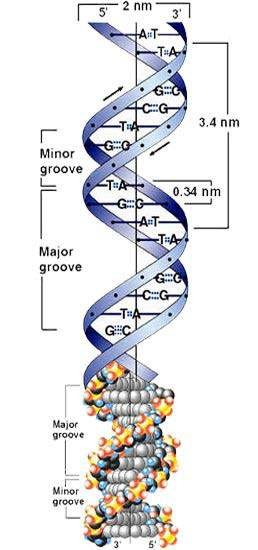 2 nm
5' 3'
A T
T A
G C
C G
3.4 nm
T A
Minor
groove
G C
T A
0.34 nm
G C
A T
Major
groove
T A
G C
C G
T A
G C
Major
groove
Minor
groove
3' 5'